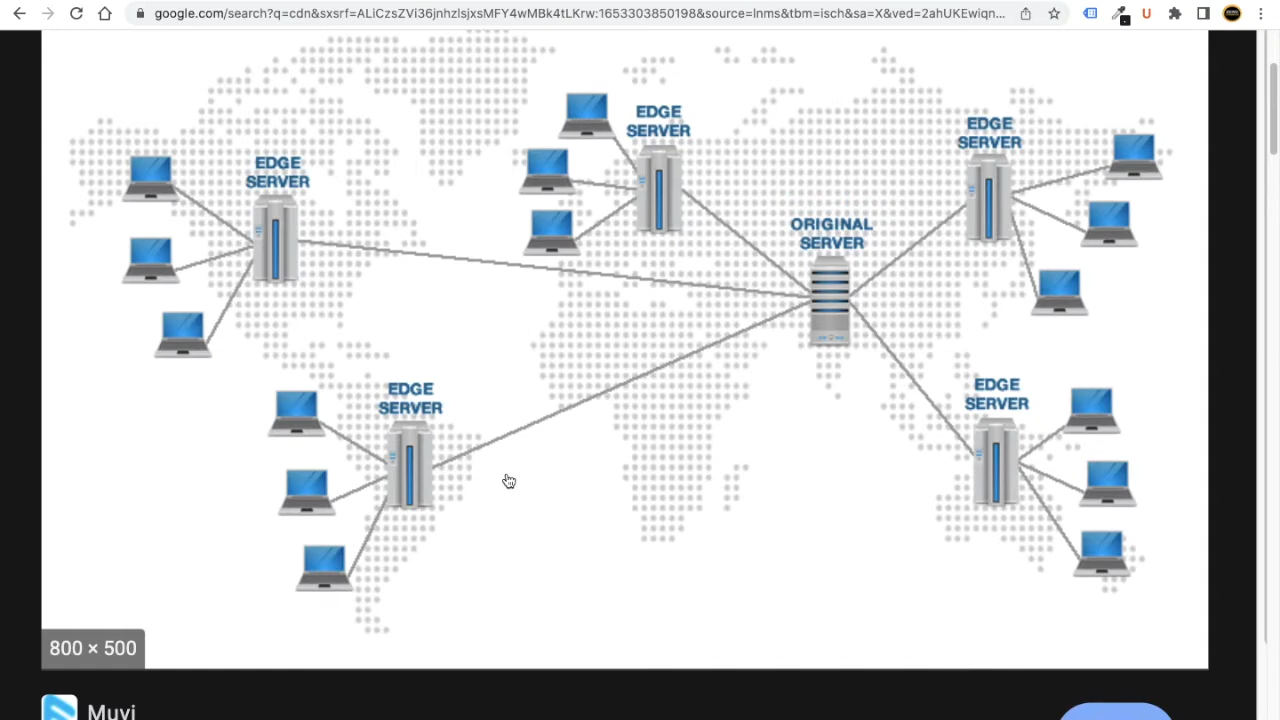 google.com/search?q=cdn&sxsrf=ALiCzsZVi36jnhzlsjxsMFY4wMBk4tLKrw:1653303850198&source=lnms&tbm=isch&sa=X&ved=2ahUKEwiqn...
EDGE
SERVER
EDGE
SERVER
EDGE
SERVER
ORIGINAL
SERVER
EDGE
SERVER
EDGE
SERVER
800 × 500
Muvi